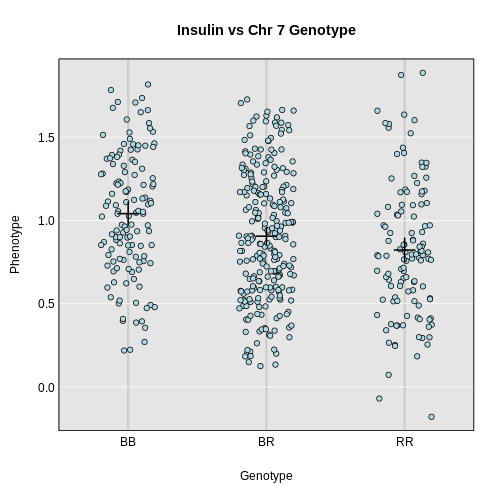 Insulin vs Chr 7 Genotype
Phenotype
1.5
1.0
0.5
0.0
BB BR RR
Genotype